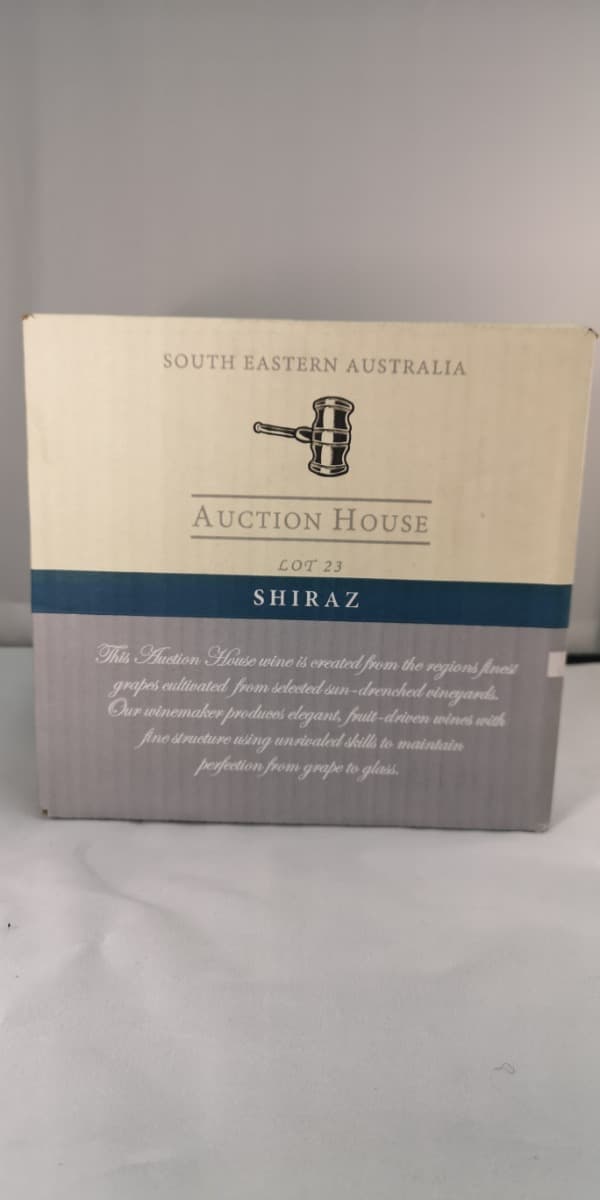 SOUTH EASTERN AUSTRALIA
AUCTION HOUSE
LOT 23
SHIRAZ
This Auction House wine is created from the regions finest
grapes cultivated from selected sun-drenched vineyards.
Our winemaker produces elegant, fruit-driven wines with
fine structure using unrivaled skills to maintain
perfection from grape to glass.